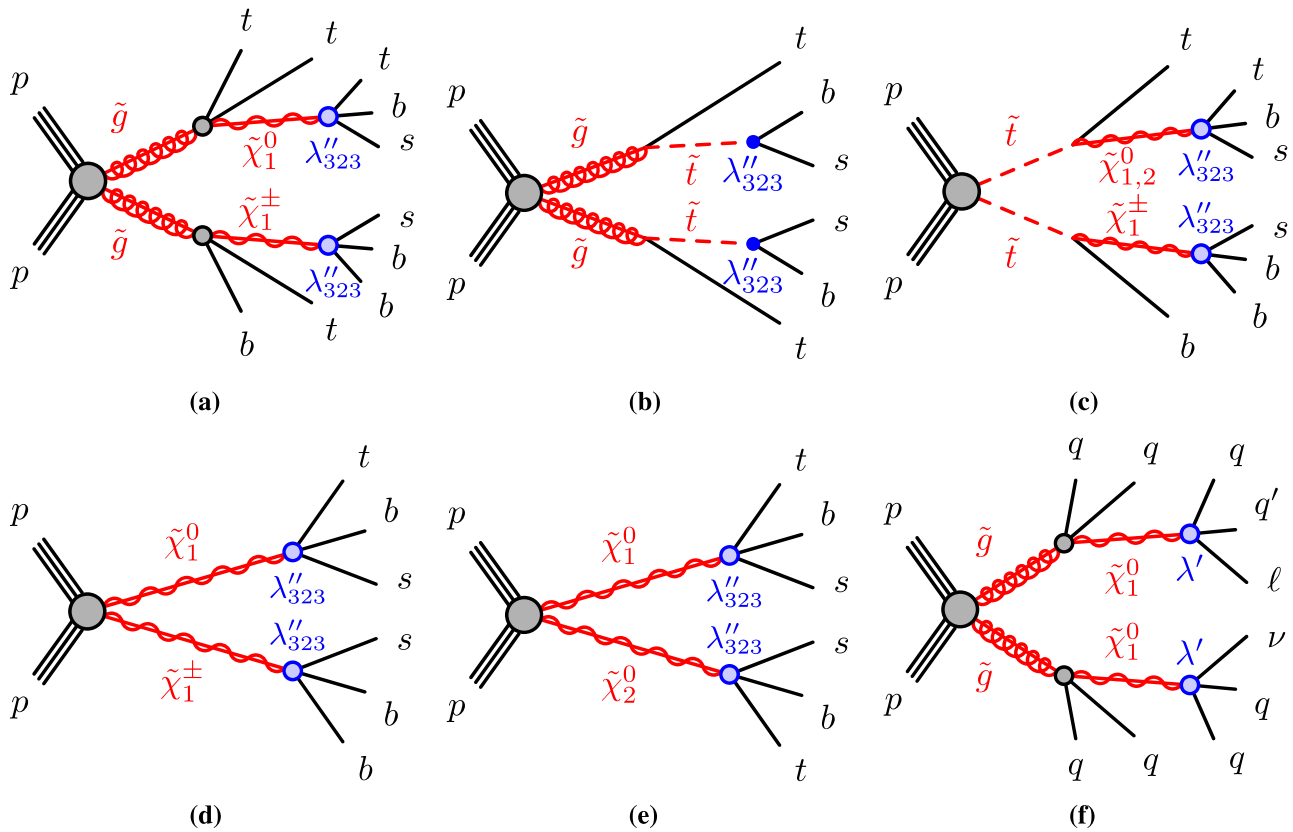 t t t b s
p p
g̃ g̃
χ̃₁⁰ χ̃₁±
λ″₃₂₃ λ″₃₂₃
s b b t b
(a)
t b s
p p
g̃ g̃
t̃ t̃
λ″₃₂₃ λ″₃₂₃
s b t
(b)
t t b s
p p
t̃ t̃
χ̃⁰₁,₂ χ̃₁±
λ″₃₂₃ λ″₃₂₃
s b b b
(c)
t b s
p p
χ̃₁⁰ χ̃₁±
λ″₃₂₃ λ″₃₂₃
s b b
(d)
t b s
p p
χ̃₁⁰ χ̃₂⁰
λ″₃₂₃ λ″₃₂₃
s b t
(e)
q q q q′ ℓ
p p
g̃ g̃
χ̃₁⁰ χ̃₁⁰
λ′ λ′
ν q q q q
(f)